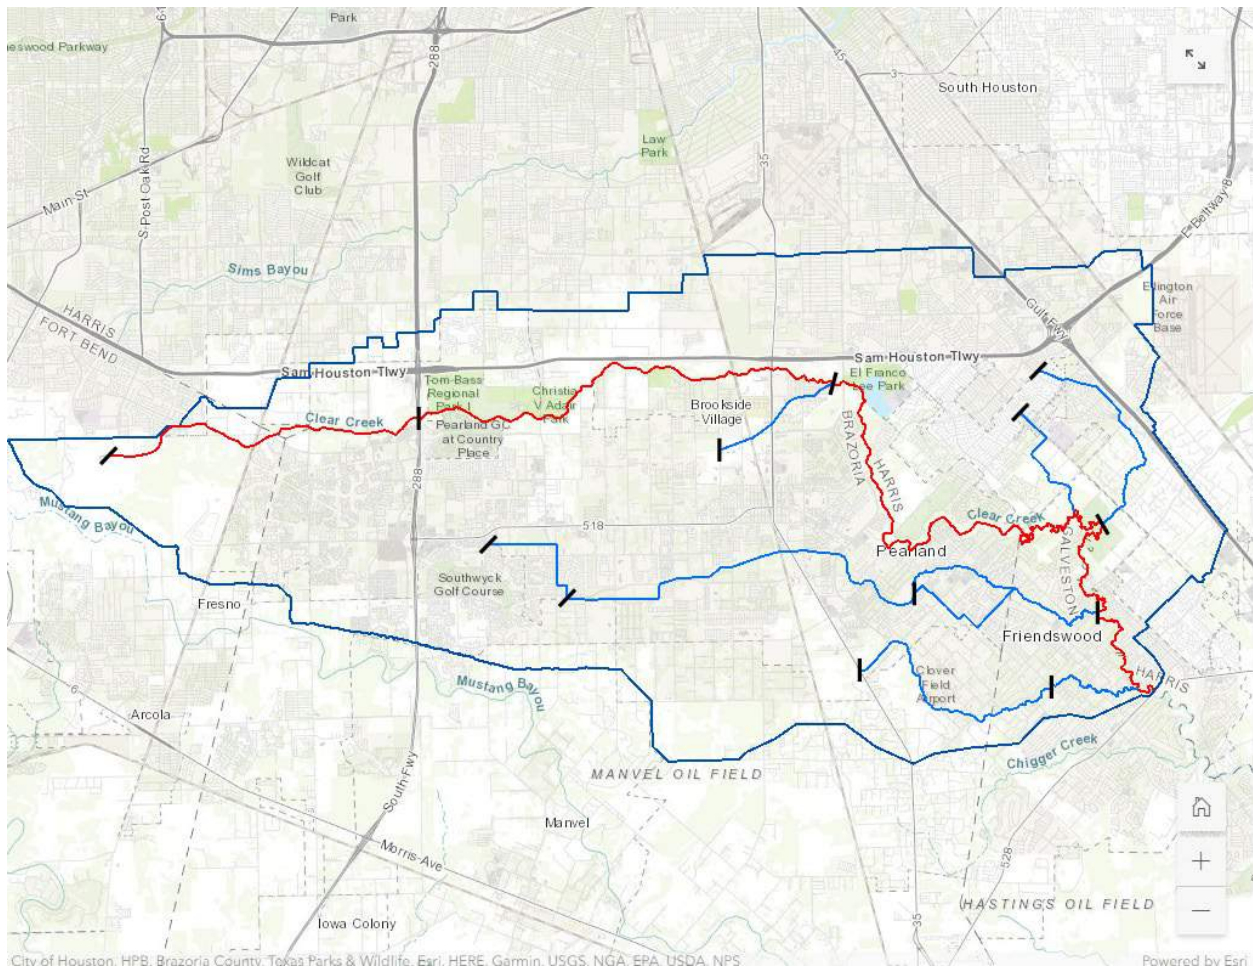 61
Park
neswood Parkway
288
45
3
South Houston
Law
Park
35
Wildcat
Golf
Club
S Post Oak Rd
Main St
E Beltway 8
Sims Bayou
HARRIS
FORT BEND
Ellington
Air
Force
Base
Gulf Fwy
Sam Houston Tlwy
Sam Houston Tlwy
El Franco
Lee Park
Tom Bass
Regional
Park I
Christia
V Adair
Park
Clear Creek
Pearland GC
at Country
Place
Brookside
Village
BRAZORIA
HARRIS
288
Mustang Bayou
518
Clear Creek
GALVESTON
Pearland
Southwyck
Golf Course
Fresno
Friendswood
HARRIS
Clover
Field
Airport
Mustang Bayou
6
Arcola
Chigger Creek
MANVEL OIL FIELD
South Fwy
Manvel
Morris Ave
528
HASTINGS OIL FIELD
Iowa Colony
35
City of Houston, HPB, Brazoria County, Texas Parks & Wildlife, Esri, HERE, Garmin, USGS, NGA, EPA, USDA, NPS
Powered by Esri